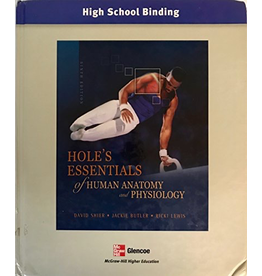 High School Binding
HOLE'S
ESSENTIALS
of HUMAN ANATOMY
and PHYSIOLOGY
DAVID SHIER • JACKIE BUTLER • RICKI LEWIS
Glencoe
McGraw-Hill Higher Education